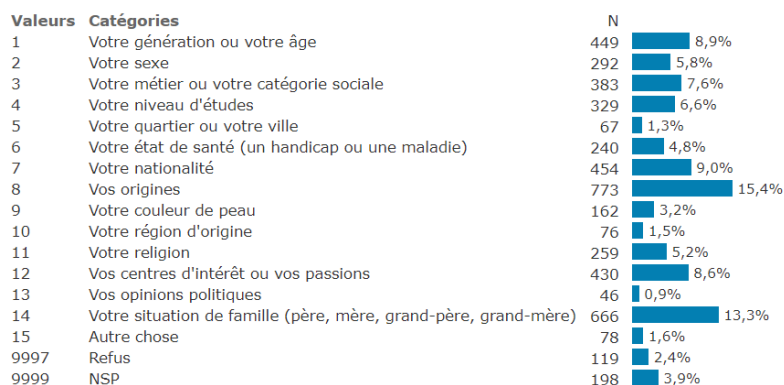 Valeurs Catégories N
1 Votre génération ou votre âge 449 8,9%
2 Votre sexe 292 5,8%
3 Votre métier ou votre catégorie sociale 383 7,6%
4 Votre niveau d'études 329 6,6%
5 Votre quartier ou votre ville 67 1,3%
6 Votre état de santé (un handicap ou une maladie) 240 4,8%
7 Votre nationalité 454 9,0%
8 Vos origines 773 15,4%
9 Votre couleur de peau 162 3,2%
10 Votre région d'origine 76 1,5%
11 Votre religion 259 5,2%
12 Vos centres d'intérêt ou vos passions 430 8,6%
13 Vos opinions politiques 46 0,9%
14 Votre situation de famille (père, mère, grand-père, grand-mère) 666 13,3%
15 Autre chose 78 1,6%
9997 Refus 119 2,4%
9999 NSP 198 3,9%